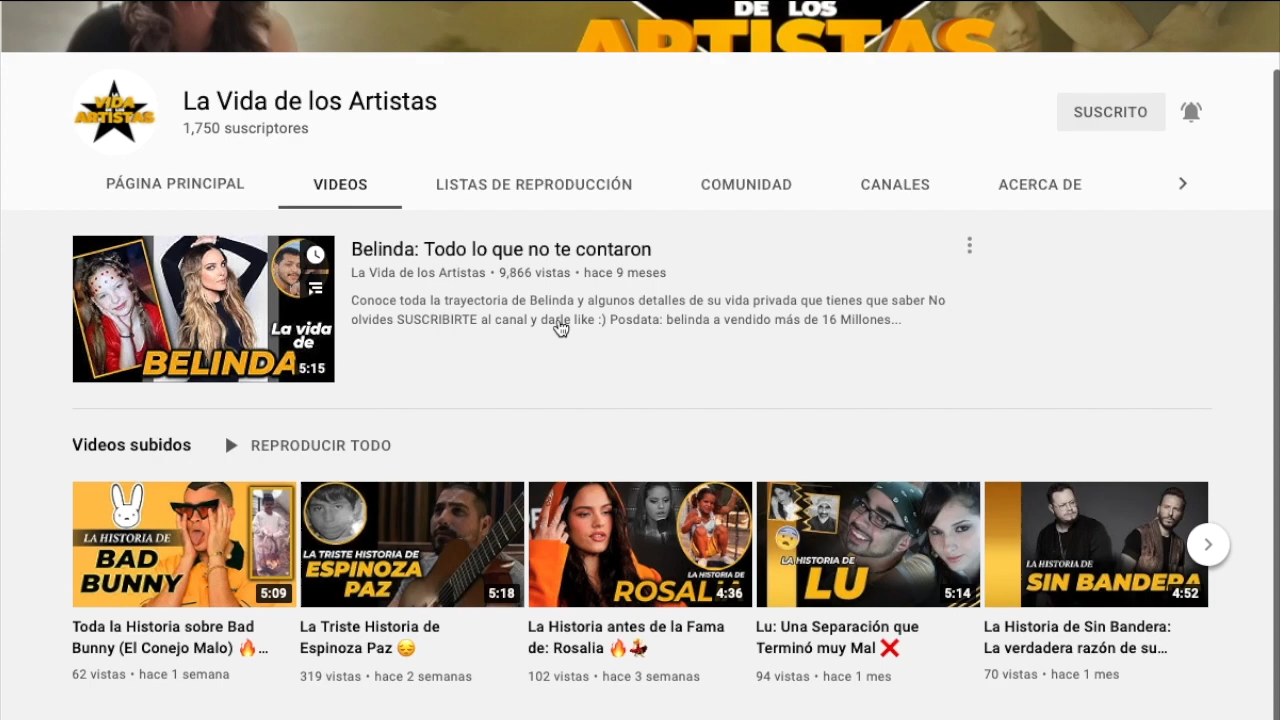 DE LOS
ARTISTAS
LA
VIDA
DE LOS
ARTISTAS
La Vida de los Artistas
1,750 suscriptores
SUSCRITO
PÁGINA PRINCIPAL
VIDEOS
LISTAS DE REPRODUCCIÓN
COMUNIDAD
CANALES
ACERCA DE
La vida
de
BELINDA
5:15
Belinda: Todo lo que no te contaron
La Vida de los Artistas • 9,866 vistas • hace 9 meses
Conoce toda la trayectoria de Belinda y algunos detalles de su vida privada que tienes que saber No
olvides SUSCRIBIRTE al canal y darle like :) Posdata: belinda a vendido más de 16 Millones...
Videos subidos
REPRODUCIR TODO
LA HISTORIA DE
BAD
BUNNY
5:09
Toda la Historia sobre Bad
Bunny (El Conejo Malo) 🔥...
62 vistas • hace 1 semana
LA TRISTE HISTORIA DE
ESPINOZA
PAZ
5:18
La Triste Historia de
Espinoza Paz 😔
319 vistas • hace 2 semanas
LA HISTORIA DE
ROSALIA
4:36
La Historia antes de la Fama
de: Rosalia 🔥💃
102 vistas • hace 3 semanas
LA HISTORIA DE
LU
5:14
Lu: Una Separación que
Terminó muy Mal ❌
94 vistas • hace 1 mes
LA HISTORIA DE
SIN BANDERA
4:52
La Historia de Sin Bandera:
La verdadera razón de su...
70 vistas • hace 1 mes